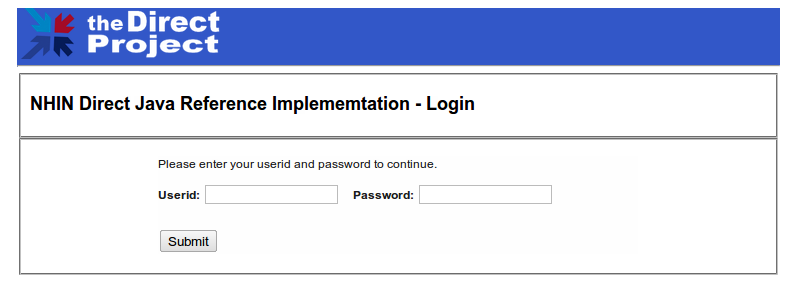 the Direct
Project
NHIN Direct Java Reference Implememtation - Login
Please enter your userid and password to continue.
Userid: Password:
Submit